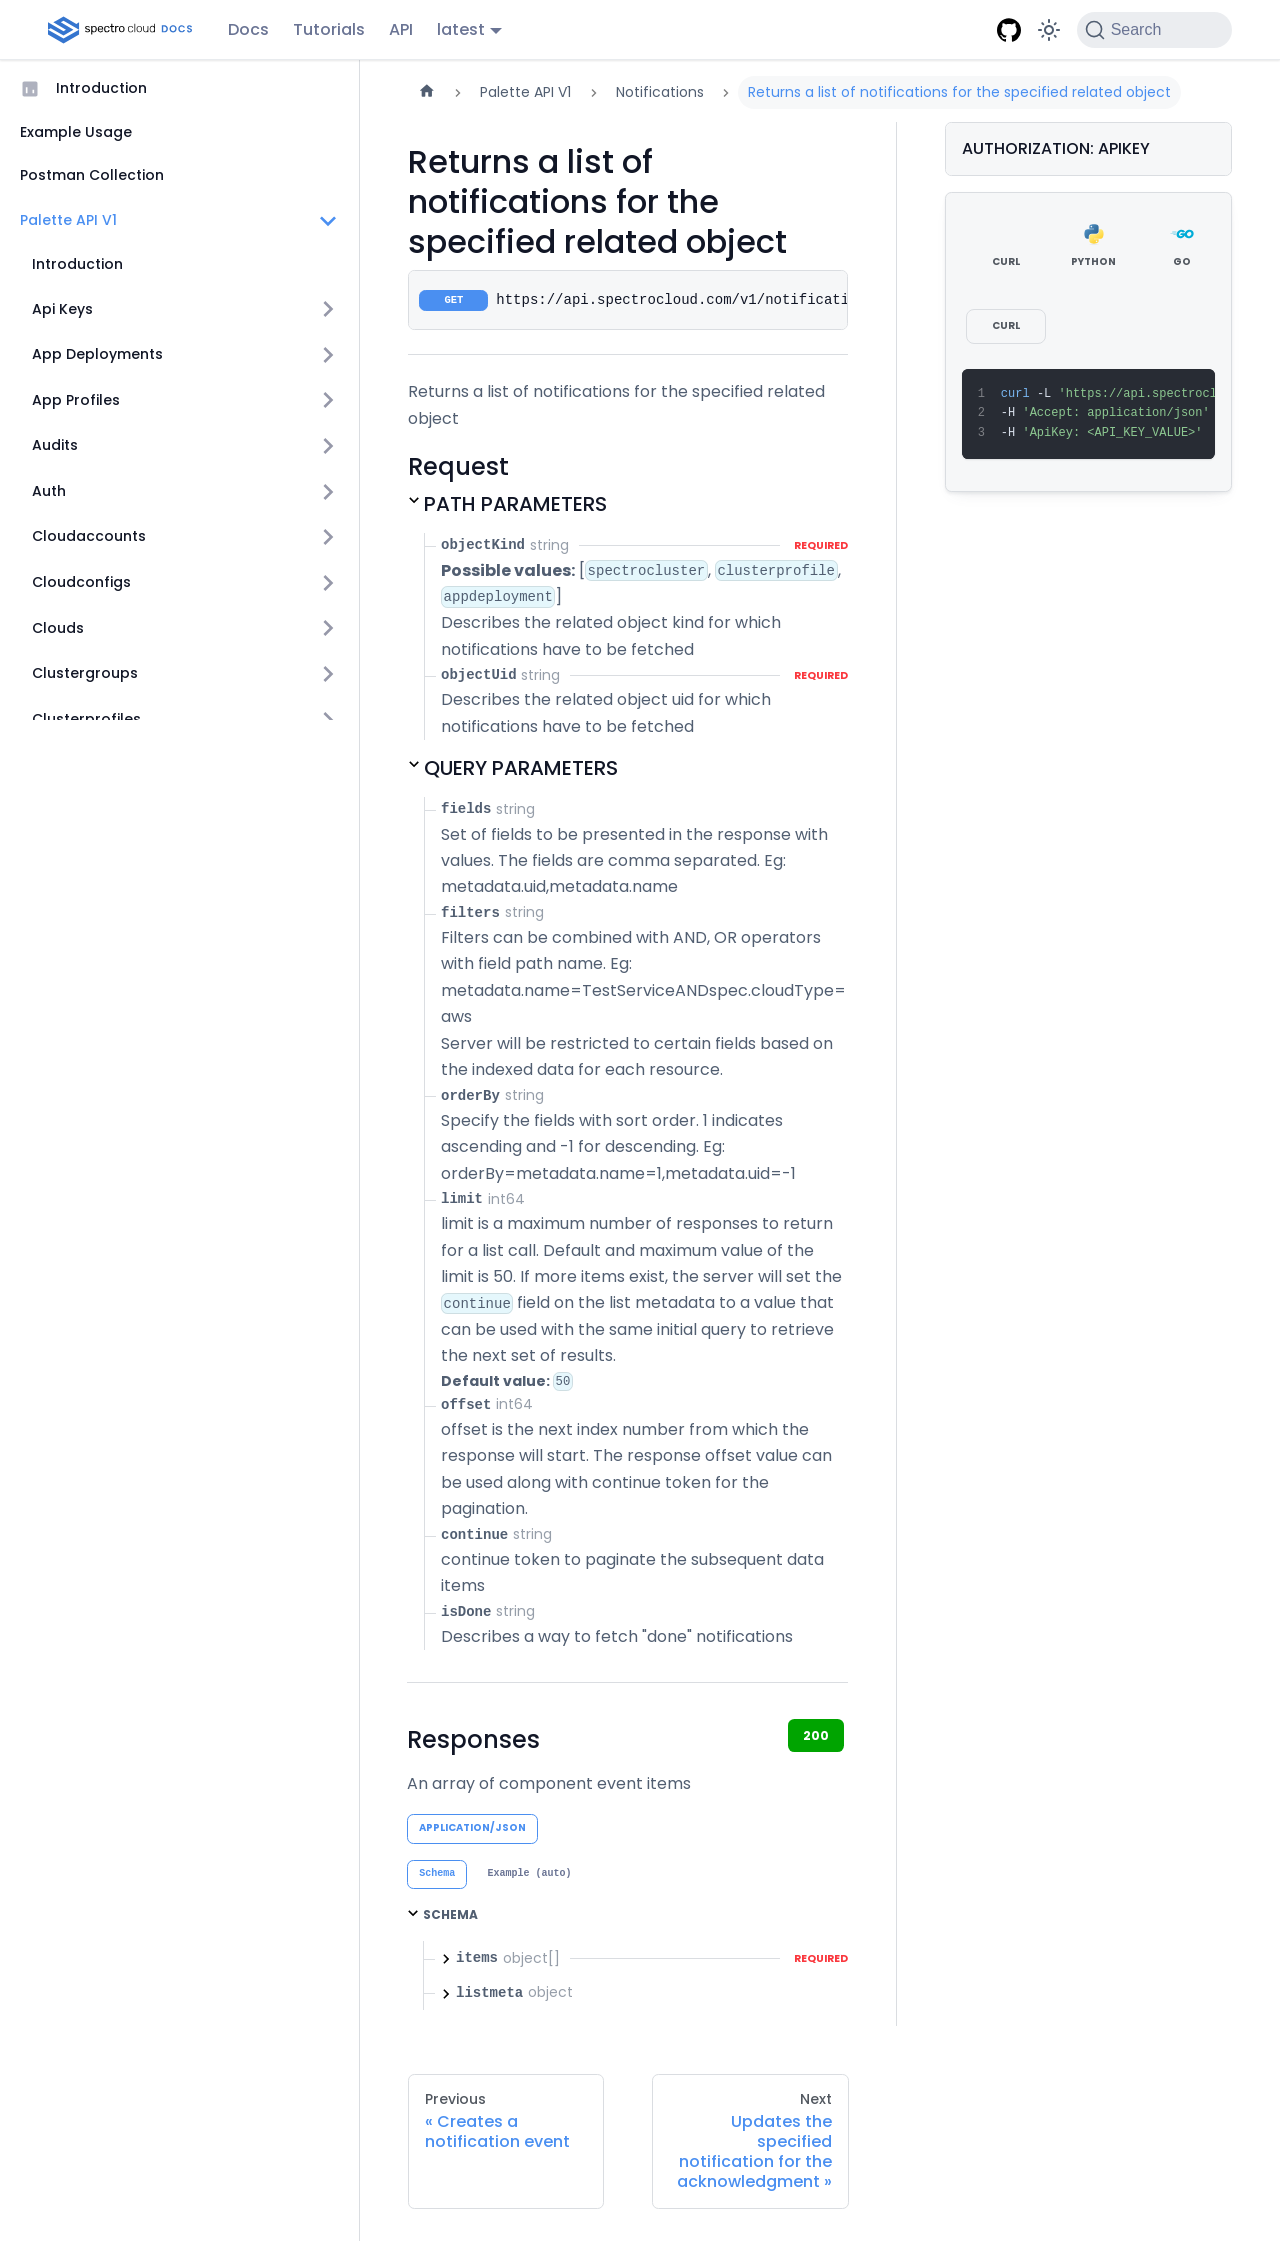 spectro cloud DOCS Docs Tutorials API latest Search
Introduction
Example Usage
Postman Collection
Palette API V1
Introduction
Api Keys
App Deployments
App Profiles
Audits
Auth
Cloudaccounts
Cloudconfigs
Clouds
Clustergroups
Clusterprofiles
Palette API V1 Notifications Returns a list of notifications for the specified related object
Returns a list of
notifications for the
specified related object
GET https://api.spectrocloud.com/v1/notificati
Returns a list of notifications for the specified related
object
Request
PATH PARAMETERS
objectKind string REQUIRED
Possible values: [spectrocluster, clusterprofile,
appdeployment]
Describes the related object kind for which
notifications have to be fetched
objectUid string REQUIRED
Describes the related object uid for which
notifications have to be fetched
QUERY PARAMETERS
fields string
Set of fields to be presented in the response with
values. The fields are comma separated. Eg:
metadata.uid,metadata.name
filters string
Filters can be combined with AND, OR operators
with field path name. Eg:
metadata.name=TestServiceANDspec.cloudType=
aws
Server will be restricted to certain fields based on
the indexed data for each resource.
orderBy string
Specify the fields with sort order. 1 indicates
ascending and -1 for descending. Eg:
orderBy=metadata.name=1,metadata.uid=-1
limit int64
limit is a maximum number of responses to return
for a list call. Default and maximum value of the
limit is 50. If more items exist, the server will set the
continue field on the list metadata to a value that
can be used with the same initial query to retrieve
the next set of results.
Default value: 50
offset int64
offset is the next index number from which the
response will start. The response offset value can
be used along with continue token for the
pagination.
continue string
continue token to paginate the subsequent data
items
isDone string
Describes a way to fetch "done" notifications
Responses 200
An array of component event items
APPLICATION/JSON
Schema Example (auto)
SCHEMA
items object[] REQUIRED
listmeta object
Previous
« Creates a
notification event
Next
Updates the
specified
notification for the
acknowledgment »
AUTHORIZATION: APIKEY
CURL PYTHON GO
CURL
1 curl -L 'https://api.spectrocl
2 -H 'Accept: application/json'
3 -H 'ApiKey: <API_KEY_VALUE>'